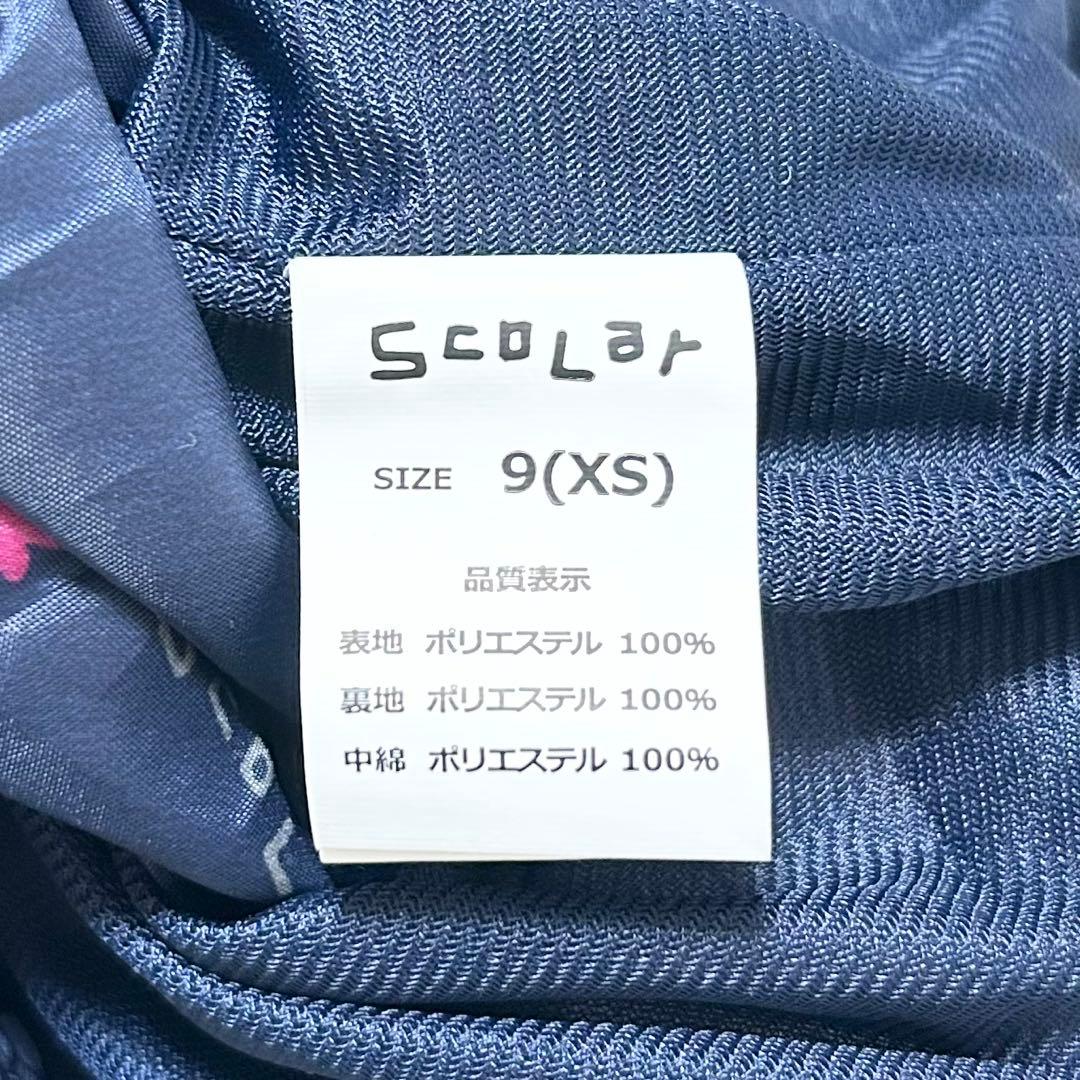 ScoLar
SIZE 9(XS)
品質表示
表地 ポリエステル 100%
裏地 ポリエステル 100%
中綿 ポリエステル 100%